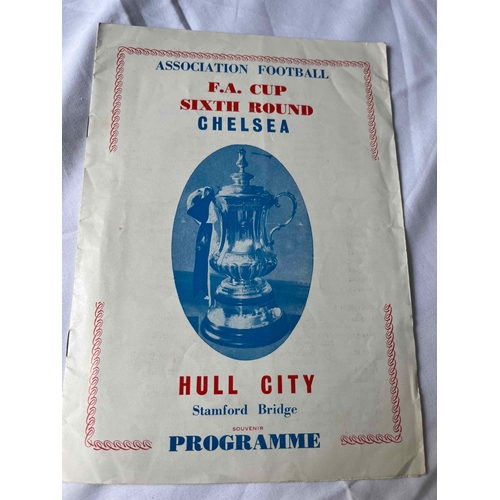 ASSOCIATION FOOTBALL
F.A. CUP
SIXTH ROUND
CHELSEA
HULL CITY
Stamford Bridge
SOUVENIR
PROGRAMME